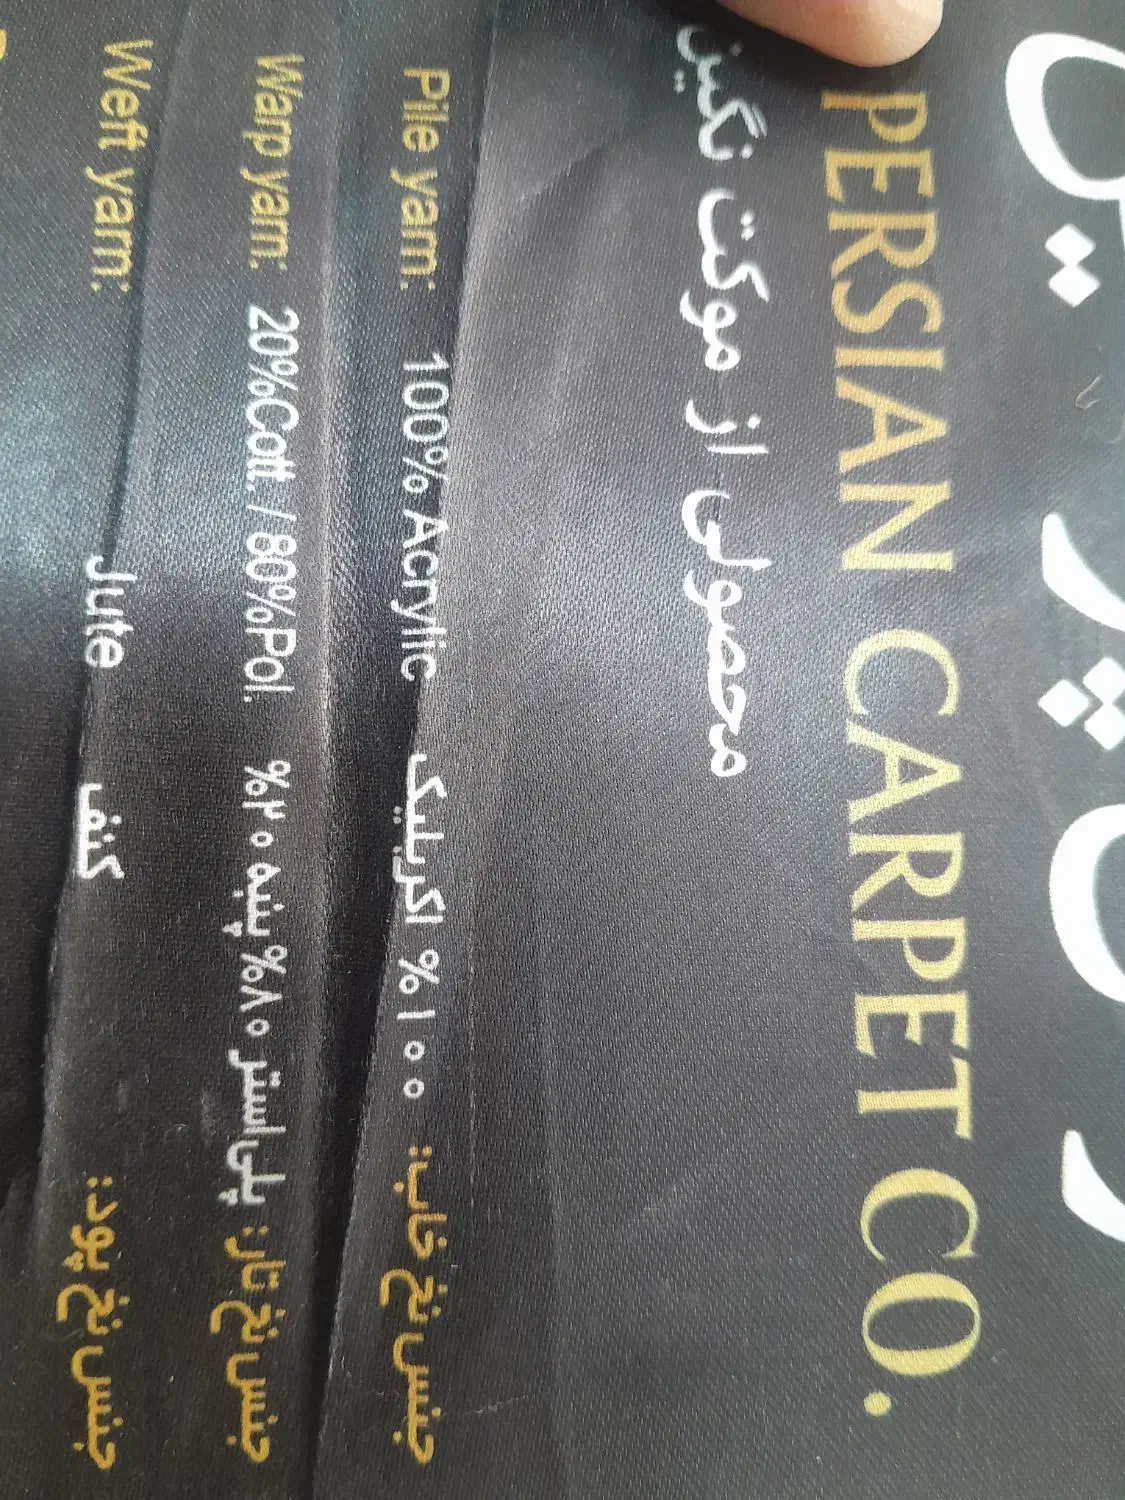 PERSIAN CARPET CO.
محصولی از موکت نگین
Pile yarn: 100% Acrylic اکریلیک %۱۰۰ جنس نخ خاب:
Warp yarn: 20%Cott. / 80%Pol. %۲۰ پنبه %۸۰ پلی‌استر جنس نخ تار:
Weft yarn: Jute کنف جنس نخ پود: